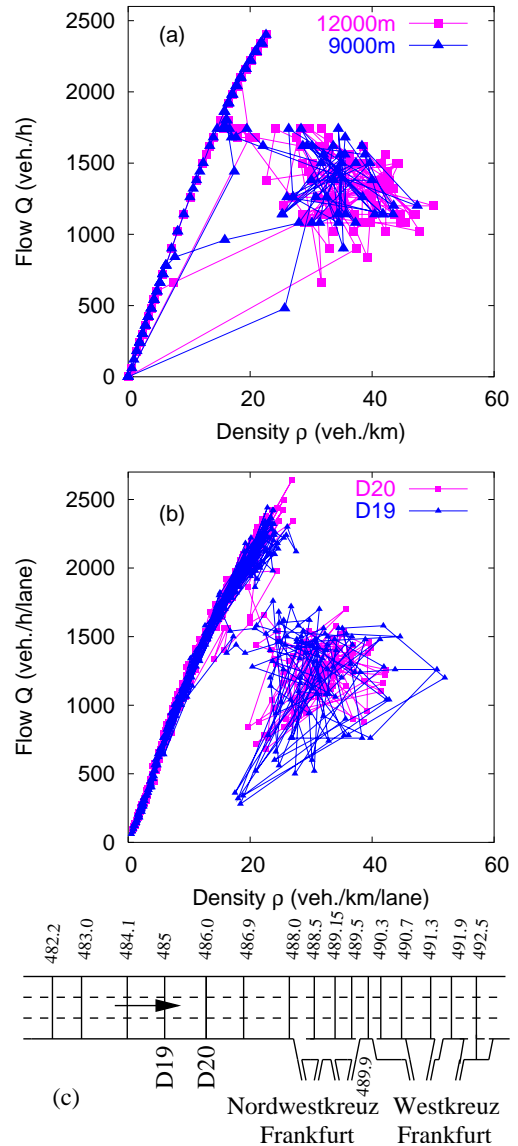 (a)
12000m
9000m
2500
2000
1500
1000
500
0
Flow Q (veh./h)
0 20 40 60
Density ρ (veh./km)
(b)
D20
D19
2500
2000
1500
1000
500
0
Flow Q (veh./h/lane)
0 20 40 60
Density ρ (veh./km/lane)
482.2 483.0 484.1 485 486.0 486.9 488.0 488.5 489.15 489.5 490.3 490.7 491.3 491.9 492.5
D19 D20
489.9
(c)
Nordwestkreuz Westkreuz
Frankfurt Frankfurt